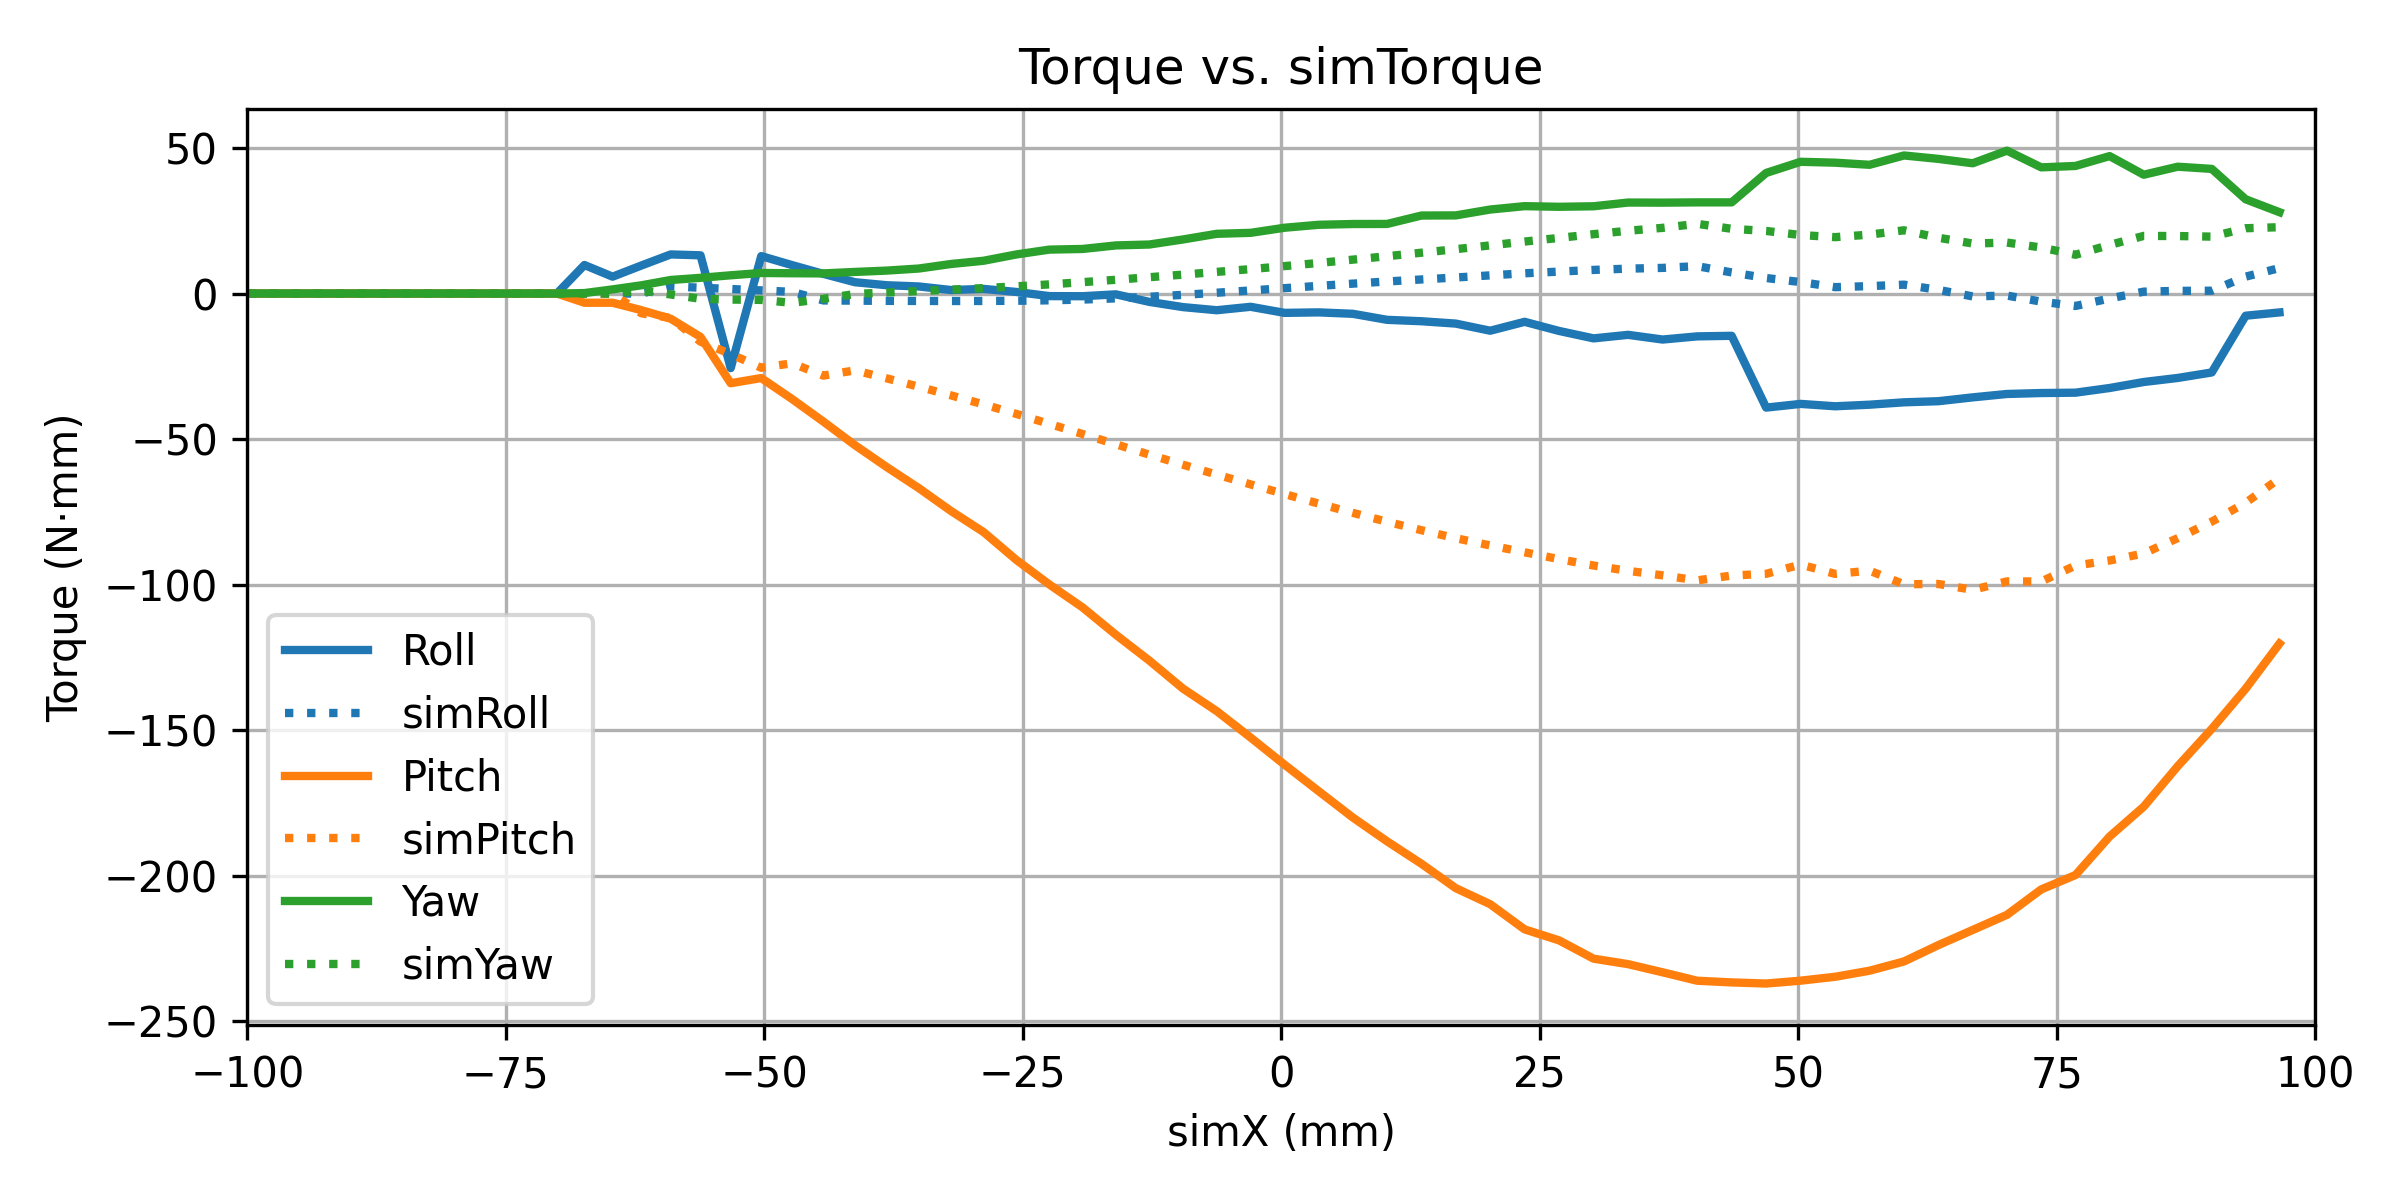 Torque vs. simTorque
50
0
−50
−100
−150
−200
−250
Torque (N·mm)
Roll
simRoll
Pitch
simPitch
Yaw
simYaw
−100 −75 −50 −25 0 25 50 75 100
simX (mm)